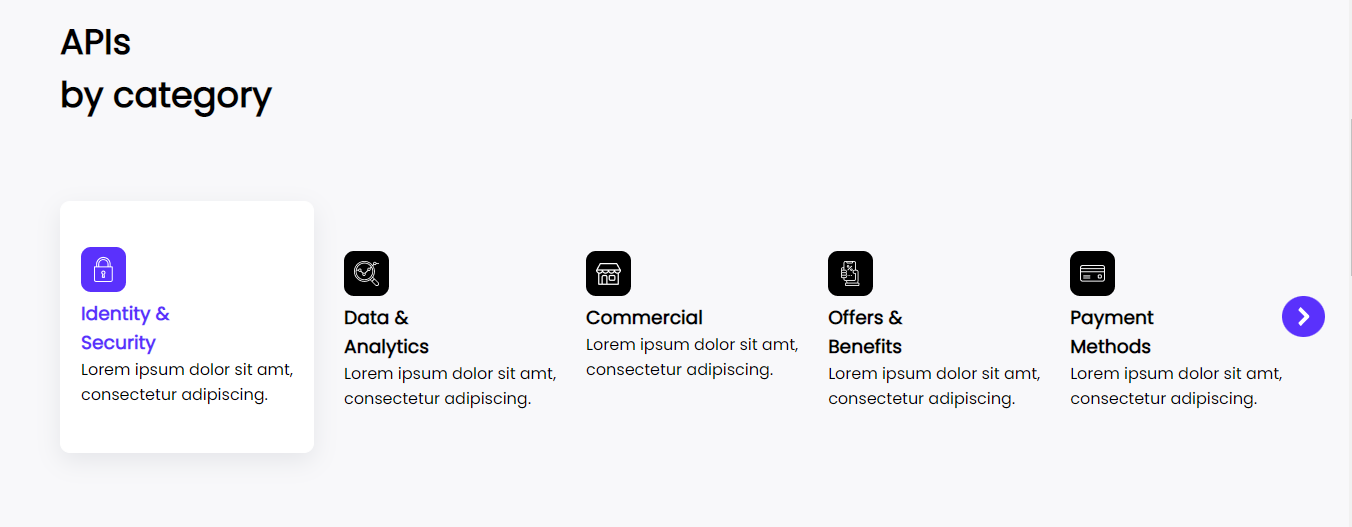 APIs
by category
Identity &
Security
Lorem ipsum dolor sit amt,
consectetur adipiscing.
Data &
Analytics
Lorem ipsum dolor sit amt,
consectetur adipiscing.
Commercial
Lorem ipsum dolor sit amt,
consectetur adipiscing.
Offers &
Benefits
Lorem ipsum dolor sit amt,
consectetur adipiscing.
Payment
Methods
Lorem ipsum dolor sit amt,
consectetur adipiscing.